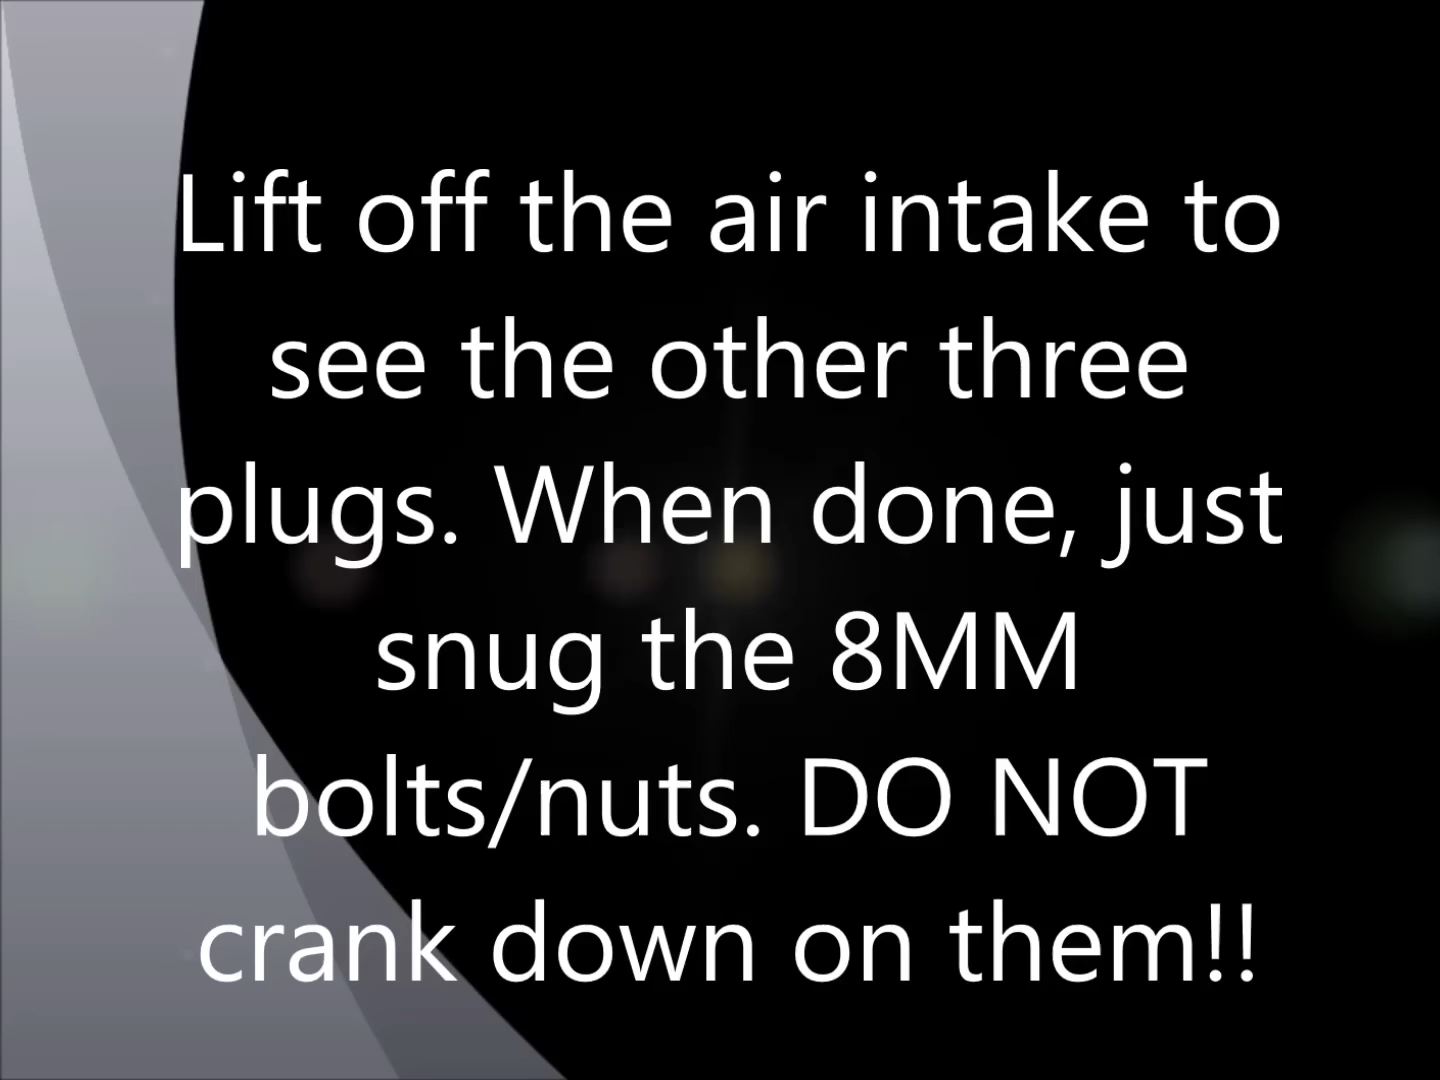 Lift off the air intake to
see the other three
plugs. When done, just
snug the 8MM
bolts/nuts. DO NOT
crank down on them!!